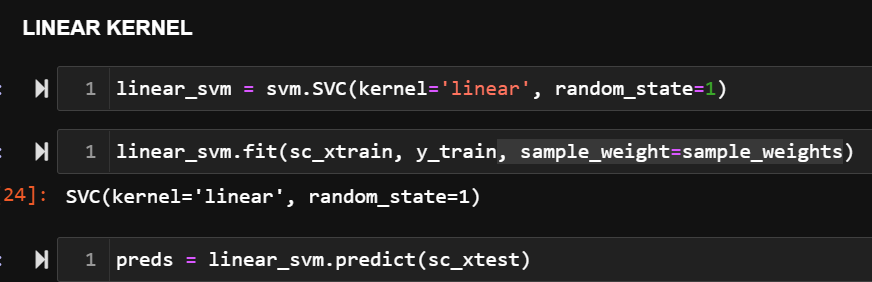 LINEAR KERNEL
: 1 linear_svm = svm.SVC(kernel='linear', random_state=1)
: 1 linear_svm.fit(sc_xtrain, y_train, sample_weight=sample_weights)
24]: SVC(kernel='linear', random_state=1)
: 1 preds = linear_svm.predict(sc_xtest)